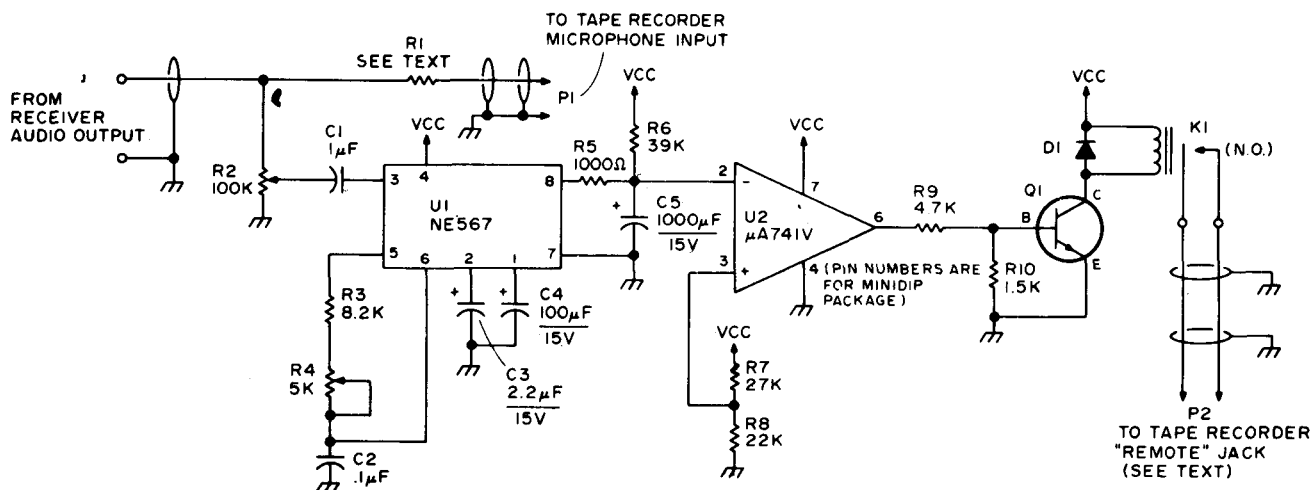 TO TAPE RECORDER
MICROPHONE INPUT
R1
SEE TEXT
P1
FROM
RECEIVER
AUDIO OUTPUT
R2
100K
C1
1µF
VCC
3
4
8
U1
NE567
5
6
2
1
7
R5
1000Ω
VCC
R6
39K
+
C5
1000µF
15V
R3
8.2K
R4
5K
C2
.1µF
+
+
C4
100µF
15V
C3
2.2µF
15V
VCC
2
-
7
U2
µA741V
6
3
+
4 (PIN NUMBERS ARE
FOR MINIDIP
PACKAGE)
VCC
R7
27K
R8
22K
R9
4.7K
R10
1.5K
VCC
D1
K1
(N.O.)
Q1
C
B
E
P2
TO TAPE RECORDER
"REMOTE" JACK
(SEE TEXT)